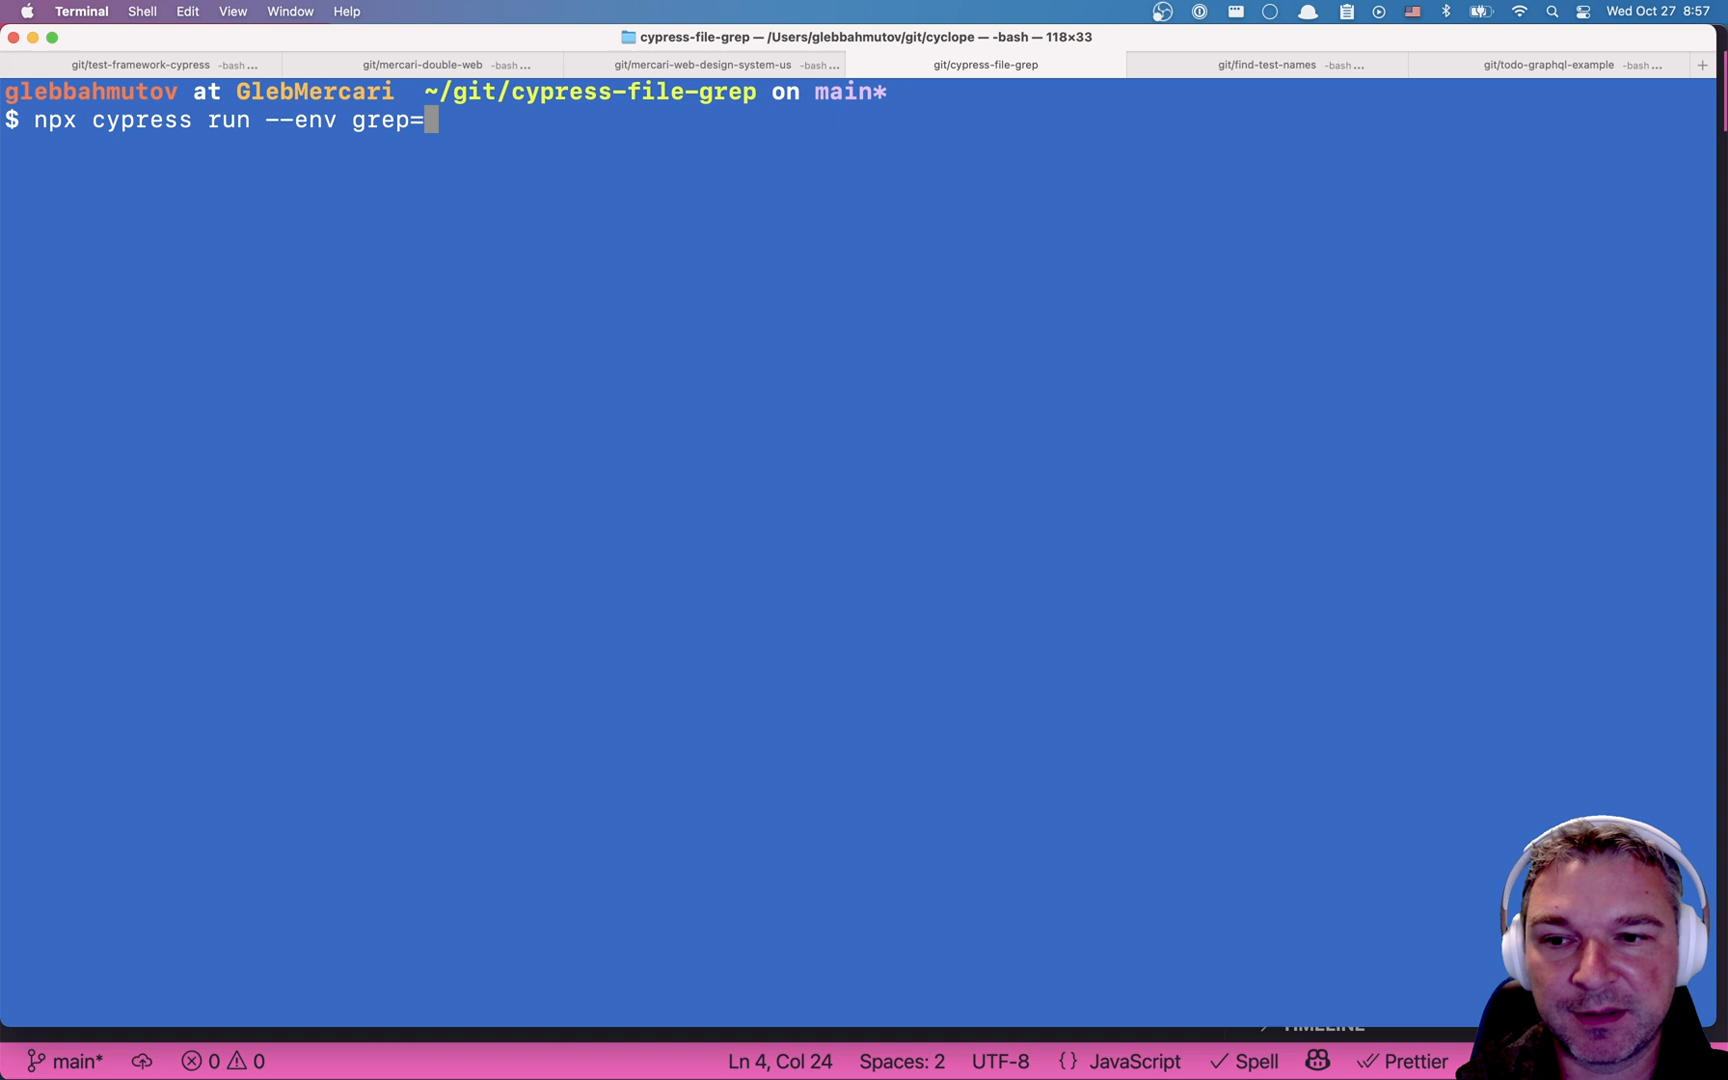 Terminal Shell Edit View Window Help Wed Oct 27 8:57
cypress-file-grep — /Users/glebbahmutov/git/cyclope — -bash — 118×33
git/test-framework-cypress -bash ... git/mercari-double-web -bash ... git/mercari-web-design-system-us -bash ... git/cypress-file-grep git/find-test-names -bash ... git/todo-graphql-example -bash ... +
glebbahmutov at GlebMercari ~/git/cypress-file-grep on main*
$ npx cypress run --env grep=
TIMELINE
main* 0 0 Ln 4, Col 24 Spaces: 2 UTF-8 {} JavaScript Spell Prettier